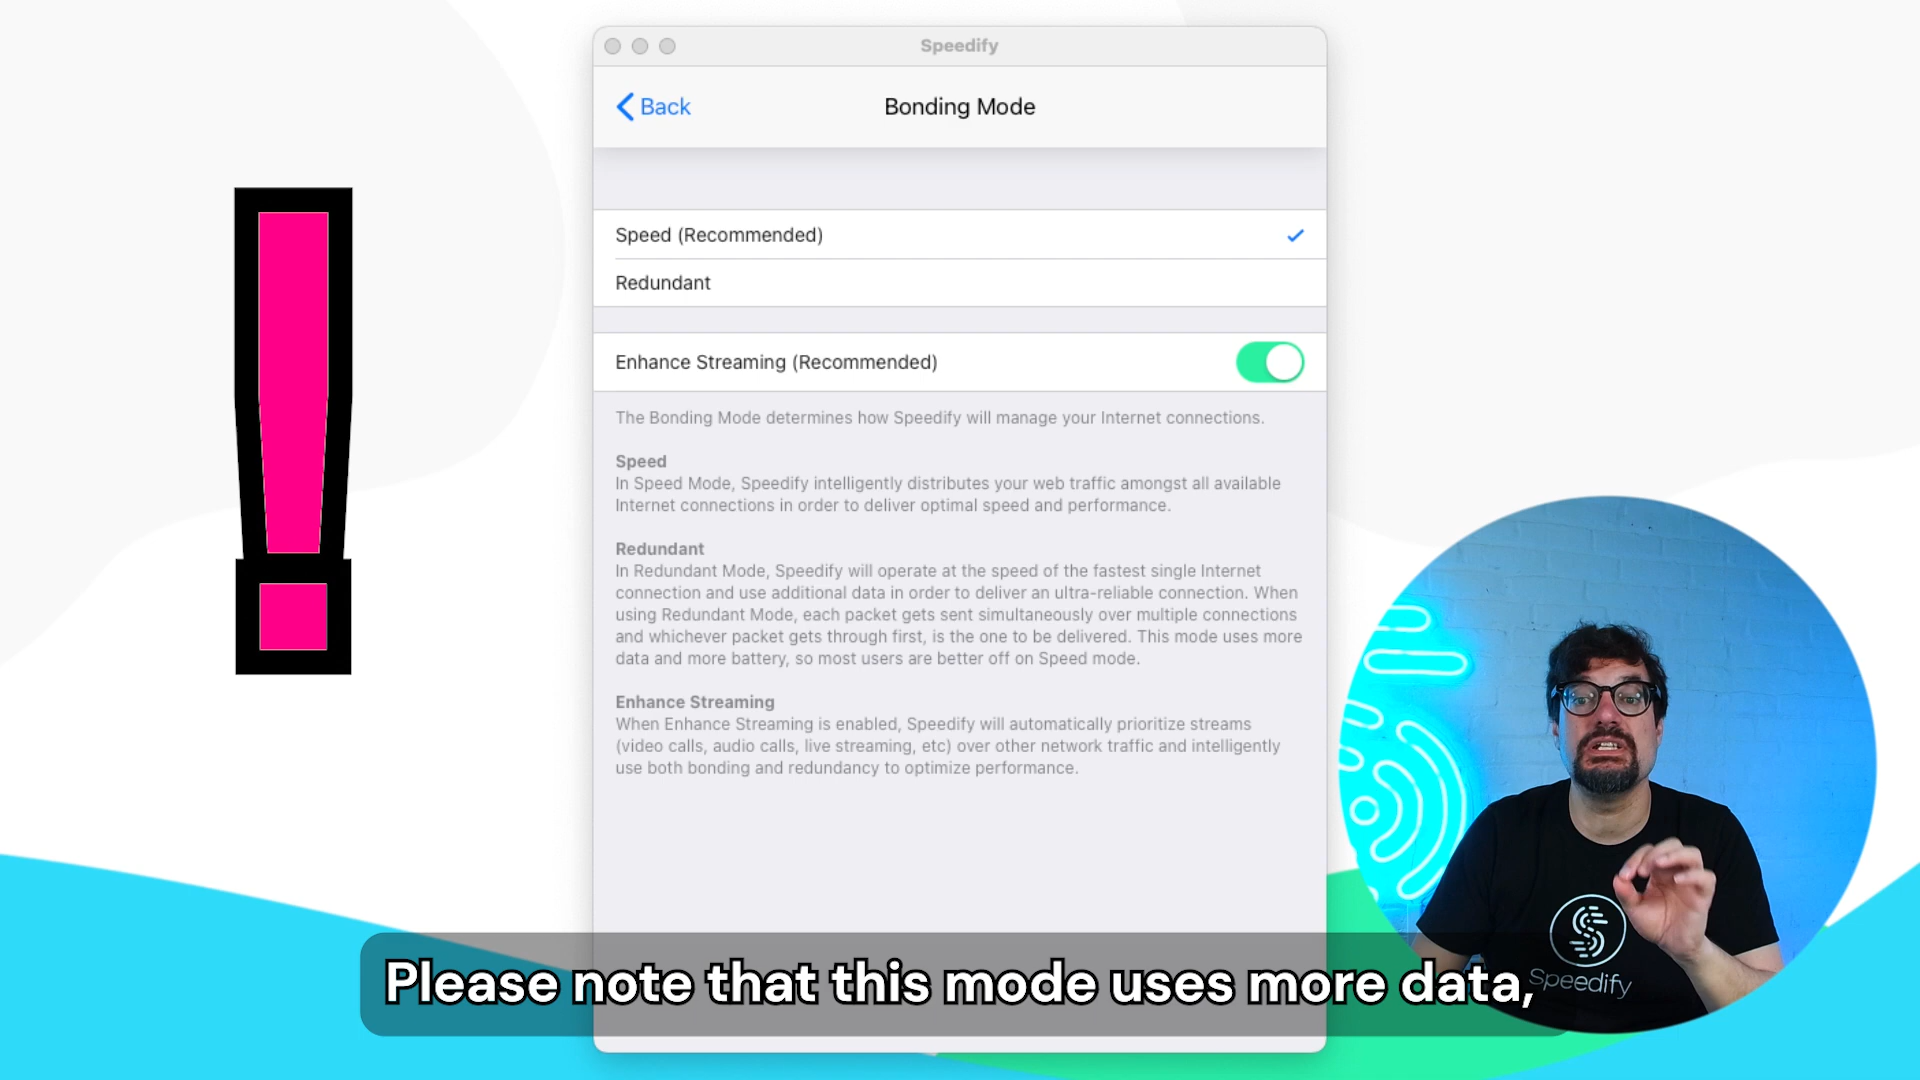 Speedify
Back
Bonding Mode
Speed (Recommended)
Redundant
Enhance Streaming (Recommended)
The Bonding Mode determines how Speedify will manage your Internet connections.
Speed
In Speed Mode, Speedify intelligently distributes your web traffic amongst all available
Internet connections in order to deliver optimal speed and performance.
Redundant
In Redundant Mode, Speedify will operate at the speed of the fastest single Internet
connection and use additional data in order to deliver an ultra-reliable connection. When
using Redundant Mode, each packet gets sent simultaneously over multiple connections
and whichever packet gets through first, is the one to be delivered. This mode uses more
data and more battery, so most users are better off on Speed mode.
Enhance Streaming
When Enhance Streaming is enabled, Speedify will automatically prioritize streams
(video calls, audio calls, live streaming, etc) over other network traffic and intelligently
use both bonding and redundancy to optimize performance.
!
Speedify
Please note that this mode uses more data,